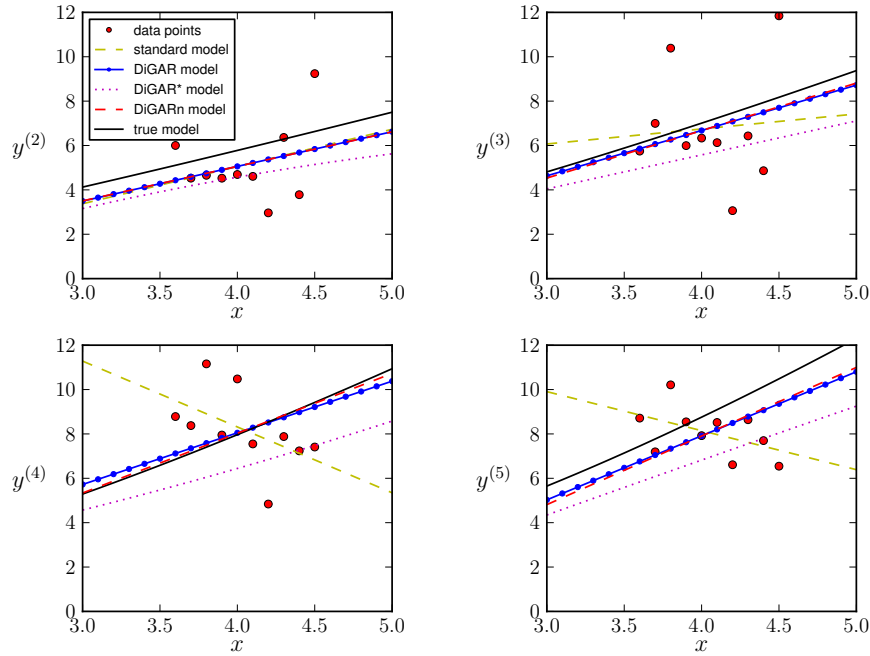 12
10
8
6
4
2
0
y(2)
data points
standard model
DiGAR model
DiGAR* model
DiGARn model
true model
3.0 3.5 4.0 4.5 5.0
x
12
10
8
6
4
2
0
y(3)
3.0 3.5 4.0 4.5 5.0
x
12
10
8
6
4
2
0
y(4)
3.0 3.5 4.0 4.5 5.0
x
12
10
8
6
4
2
0
y(5)
3.0 3.5 4.0 4.5 5.0
x